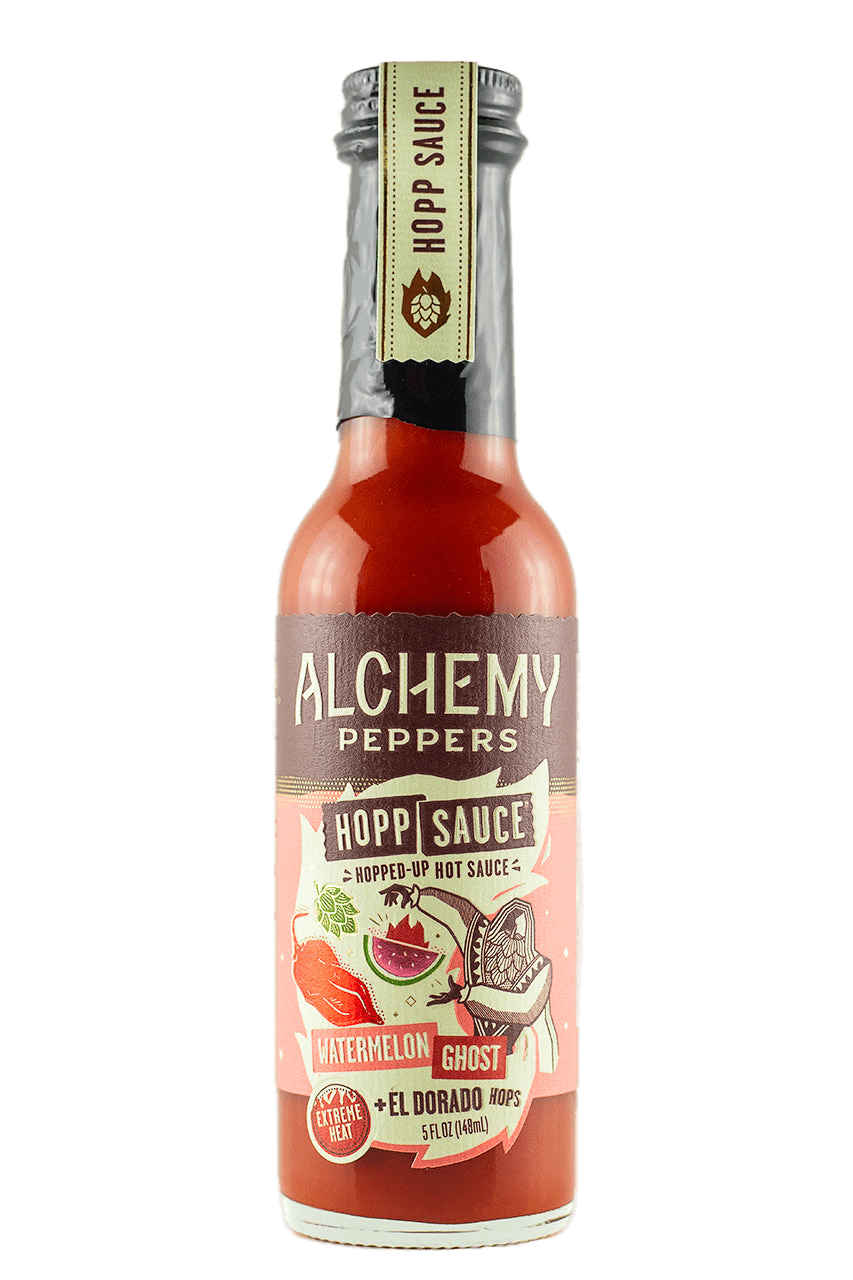 HOPP SAUCE
ALCHEMY
PEPPERS
HOPP SAUCE
HOPPED-UP HOT SAUCE
WATERMELON
GHOST
EXTREME
HEAT
+ EL DORADO HOPS
5 FL OZ (148mL)